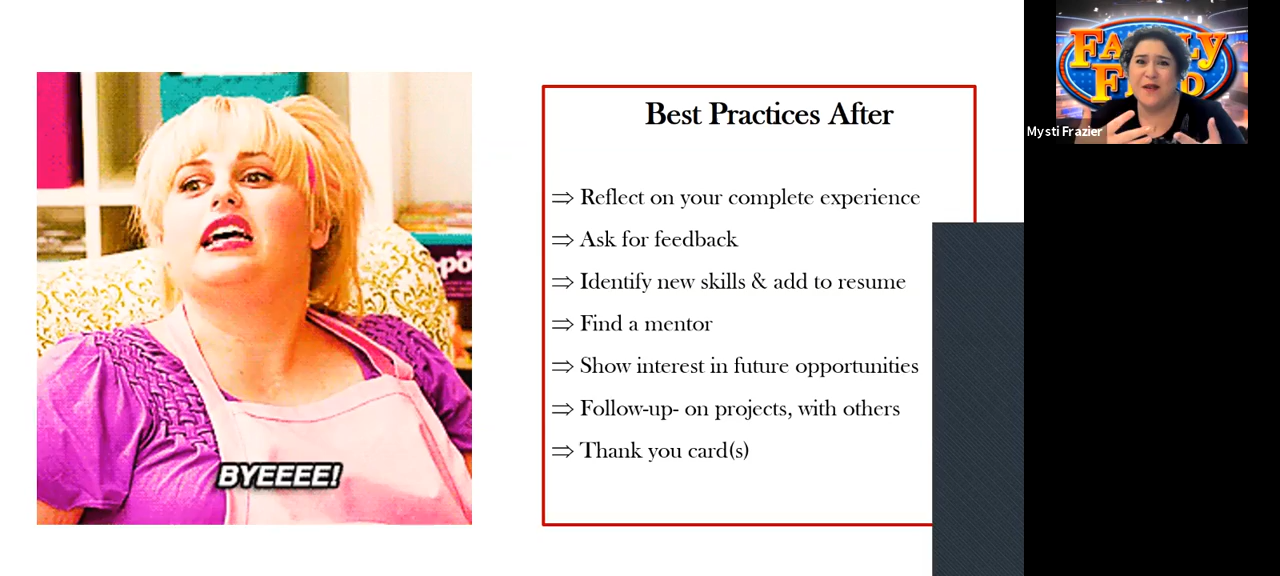 Best Practices After
⇒ Reflect on your complete experience
⇒ Ask for feedback
⇒ Identify new skills & add to resume
⇒ Find a mentor
⇒ Show interest in future opportunities
⇒ Follow-up- on projects, with others
⇒ Thank you card(s)
BYEEEE!
po
Mysti Frazier